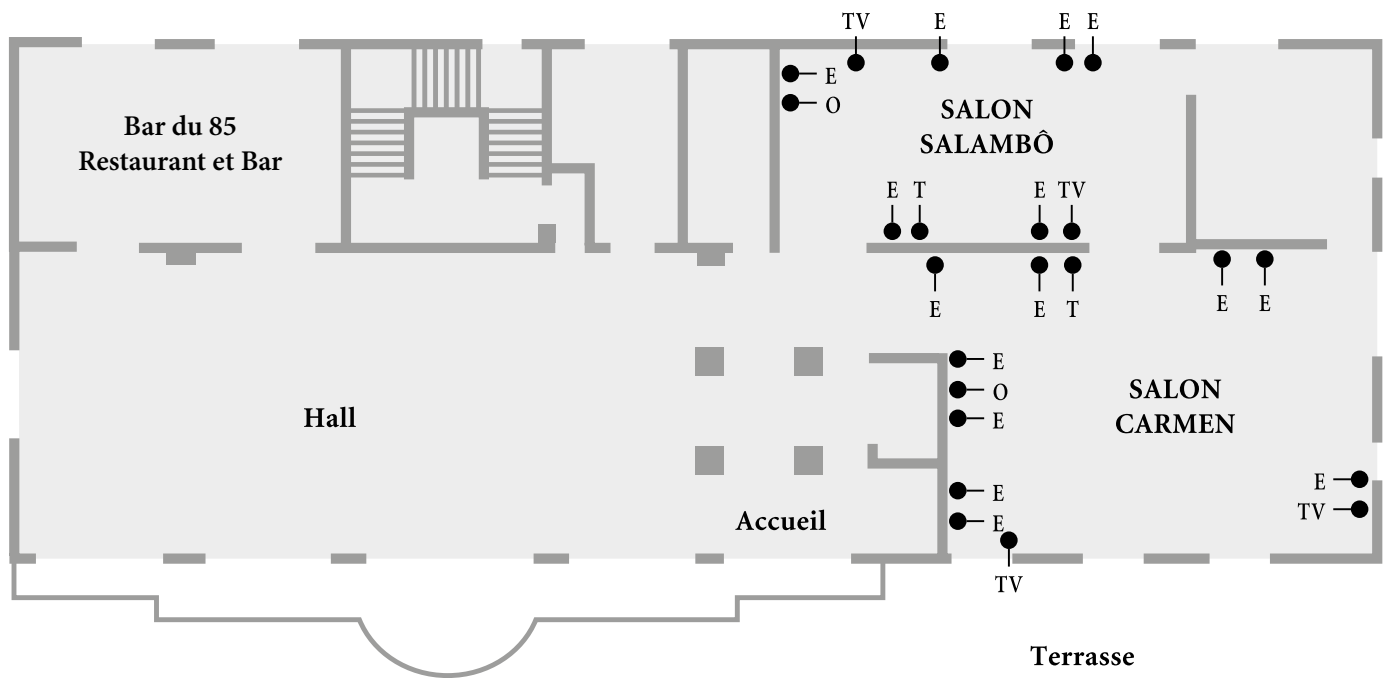 TV E E E
E
O
SALON
SALAMBÔ
Bar du 85
Restaurant et Bar
E T E TV
E E T E E
E
O
E
SALON
CARMEN
Hall
E
TV
E
E
Accueil
TV
Terrasse